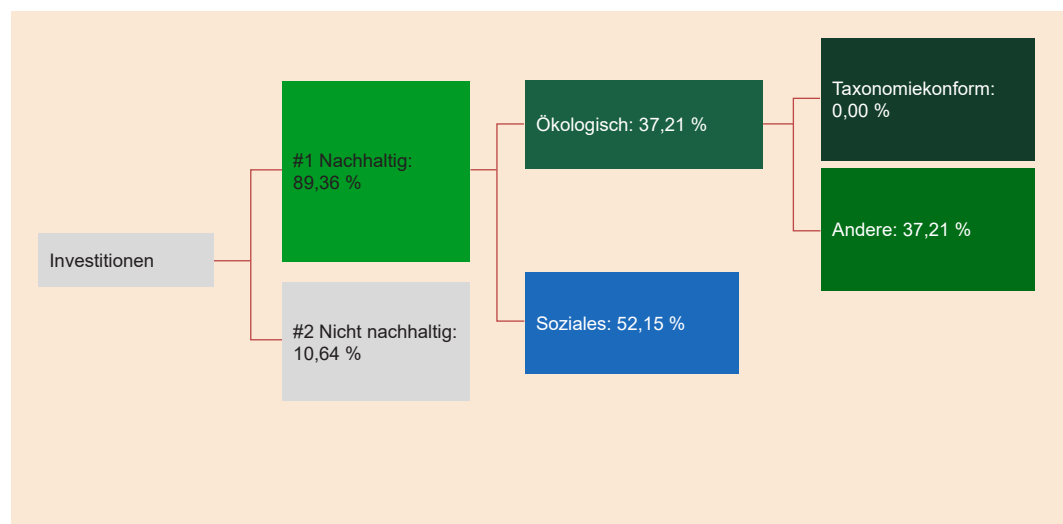 Investitionen
#1 Nachhaltig:
89,36 %
#2 Nicht nachhaltig:
10,64 %
Ökologisch: 37,21 %
Soziales: 52,15 %
Taxonomiekonform:
0,00 %
Andere: 37,21 %